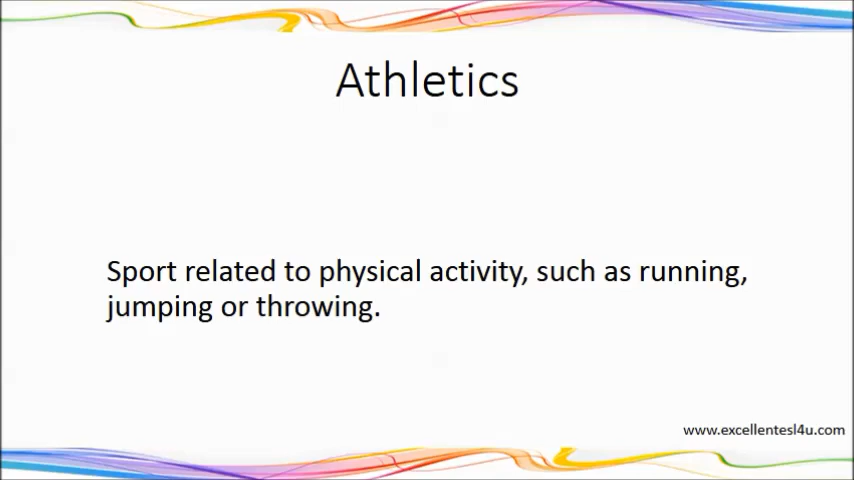 Athletics
Sport related to physical activity, such as running,
jumping or throwing.
www.excellentesl4u.com